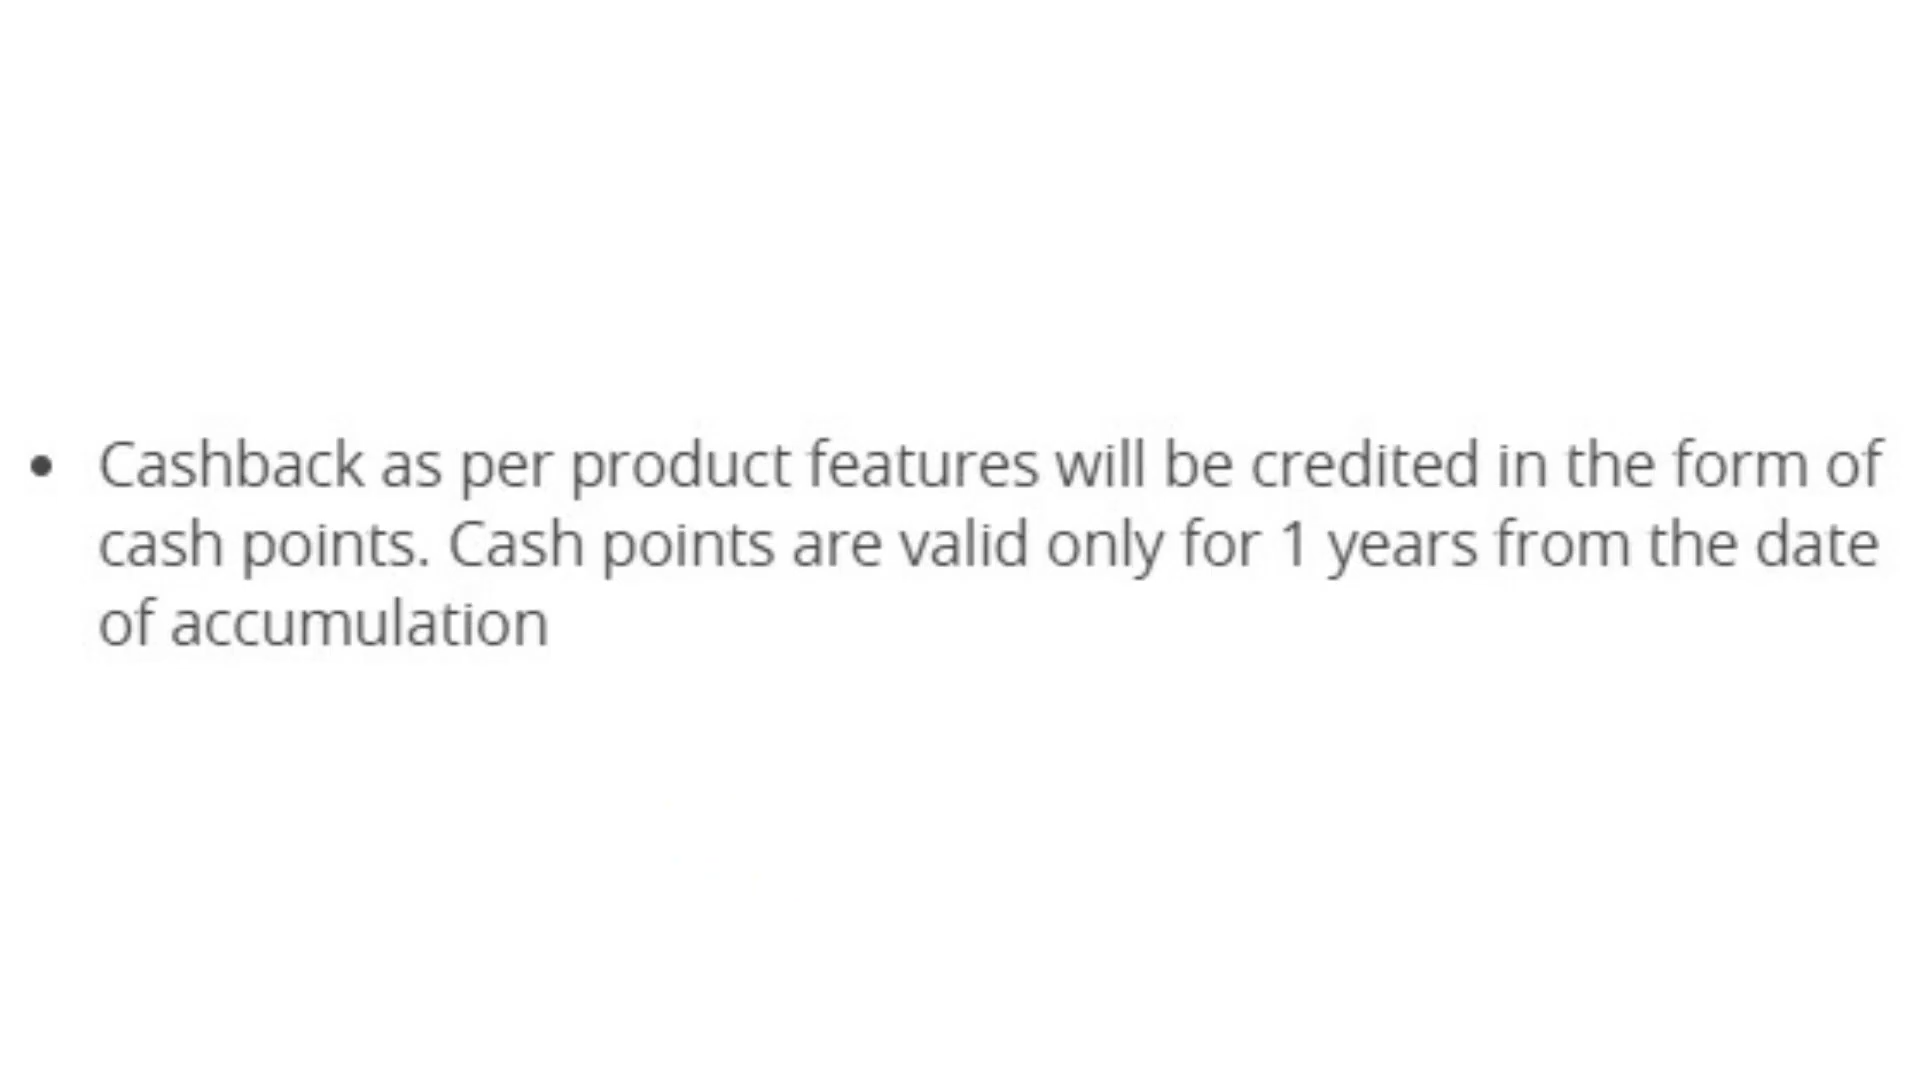 • Cashback as per product features will be credited in the form of
cash points. Cash points are valid only for 1 years from the date
of accumulation